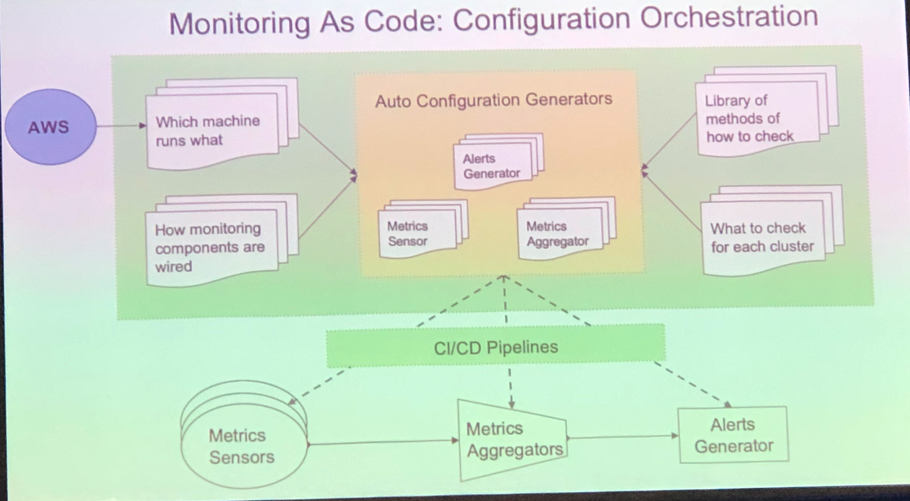 Monitoring As Code: Configuration Orchestration
AWS
Which machine
runs what
How monitoring
components are
wired
Auto Configuration Generators
Alerts
Generator
Metrics
Sensor
Metrics
Aggregator
Library of
methods of
how to check
What to check
for each cluster
CI/CD Pipelines
Metrics
Sensors
Metrics
Aggregators
Alerts
Generator